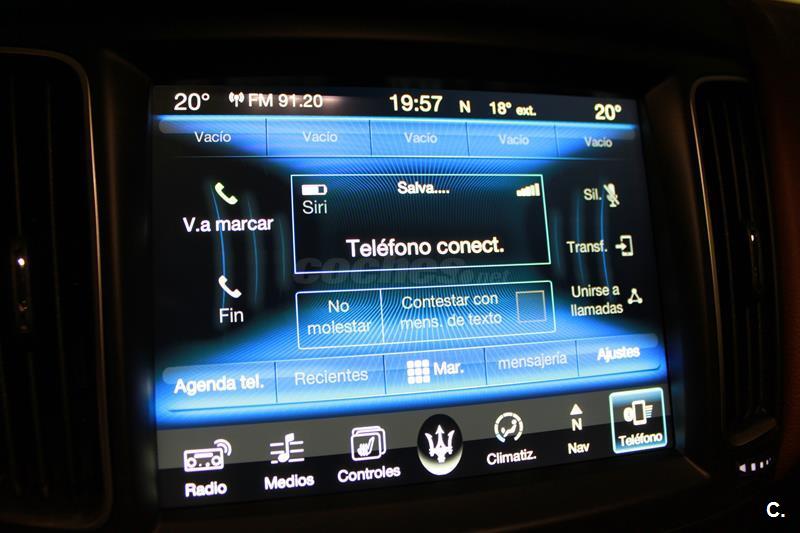 20° FM 91.20 19:57 N 18° ext. 20°
Vacío Vacío Vacío Vacío Vacío
Salva....
Siri
Teléfono conect.
V.a marcar
Fin
Sil.
Transf.
Unirse a
llamadas
No
molestar
Contestar con
mens. de texto
coches.net
Agenda tel. Recientes Mar. mensajería Ajustes
Radio Medios Controles Climatiz. N Nav Teléfono
C.